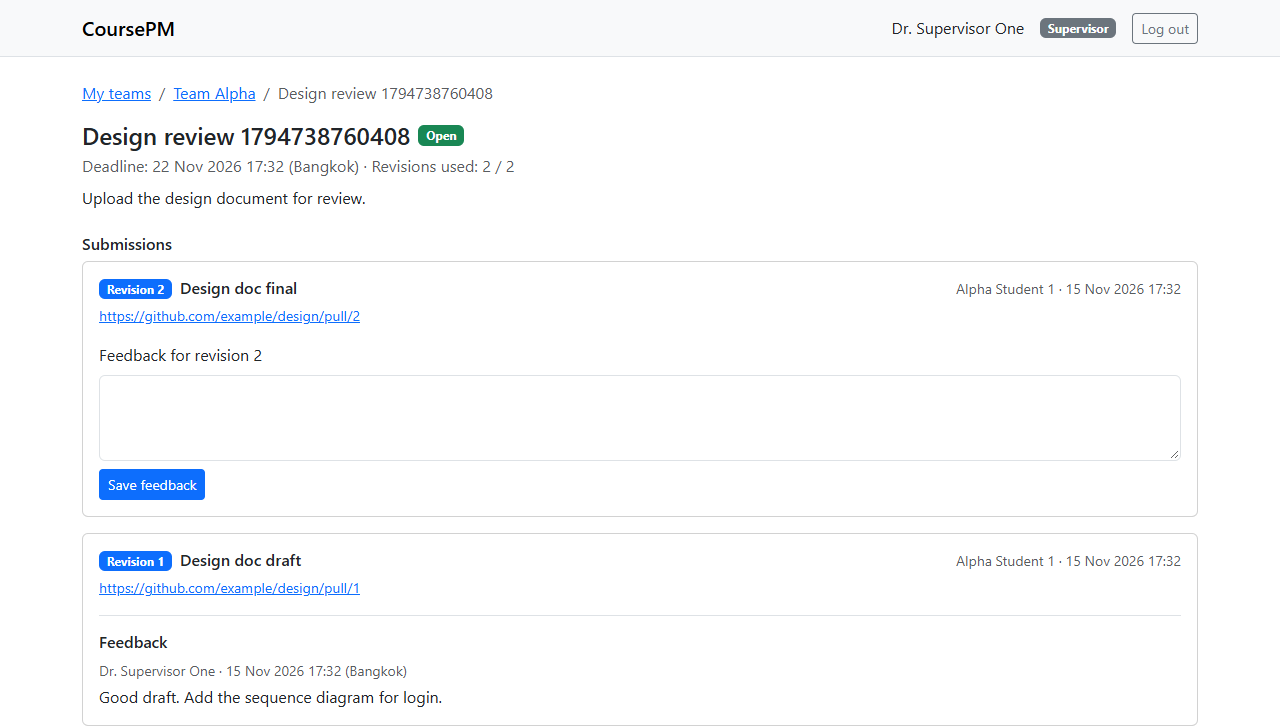 CoursePM
Dr. Supervisor One Supervisor Log out
My teams / Team Alpha / Design review 1794738760408
Design review 1794738760408 Open
Deadline: 22 Nov 2026 17:32 (Bangkok) · Revisions used: 2 / 2
Upload the design document for review.
Submissions
Revision 2 Design doc final Alpha Student 1 · 15 Nov 2026 17:32
https://github.com/example/design/pull/2
Feedback for revision 2
Save feedback
Revision 1 Design doc draft Alpha Student 1 · 15 Nov 2026 17:32
https://github.com/example/design/pull/1
Feedback
Dr. Supervisor One · 15 Nov 2026 17:32 (Bangkok)
Good draft. Add the sequence diagram for login.